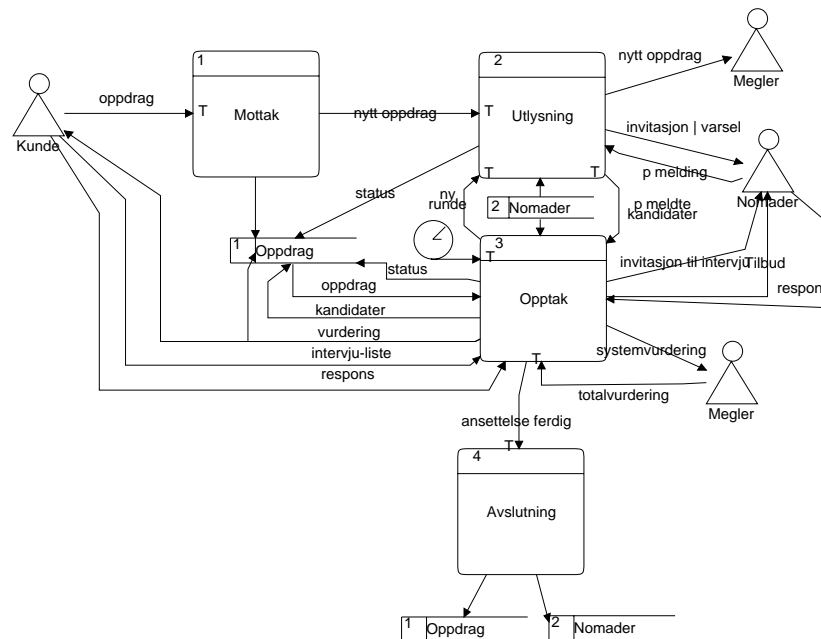 1
2
nytt oppdrag
Megler
oppdrag
T
Mottak
nytt oppdrag
T
Utlysning
invitasjon | varsel
Kunde
p melding
status
T
T
ny
runde
2
Nomader
p meldte
kandidater
Nomader
1
Oppdrag
3
T
status
invitasjon til intervju
Tilbud
oppdrag
Opptak
respon
kandidater
vurdering
intervju-liste
respons
T
systemvurdering
totalvurdering
Megler
ansettelse ferdig
T
4
Avslutning
1
Oppdrag
2
Nomader